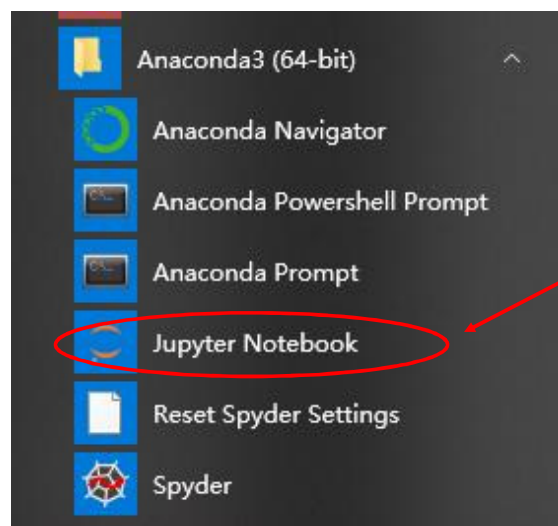 Anaconda3 (64-bit)
Anaconda Navigator
Anaconda Powershell Prompt
Anaconda Prompt
Jupyter Notebook
Reset Spyder Settings
Spyder